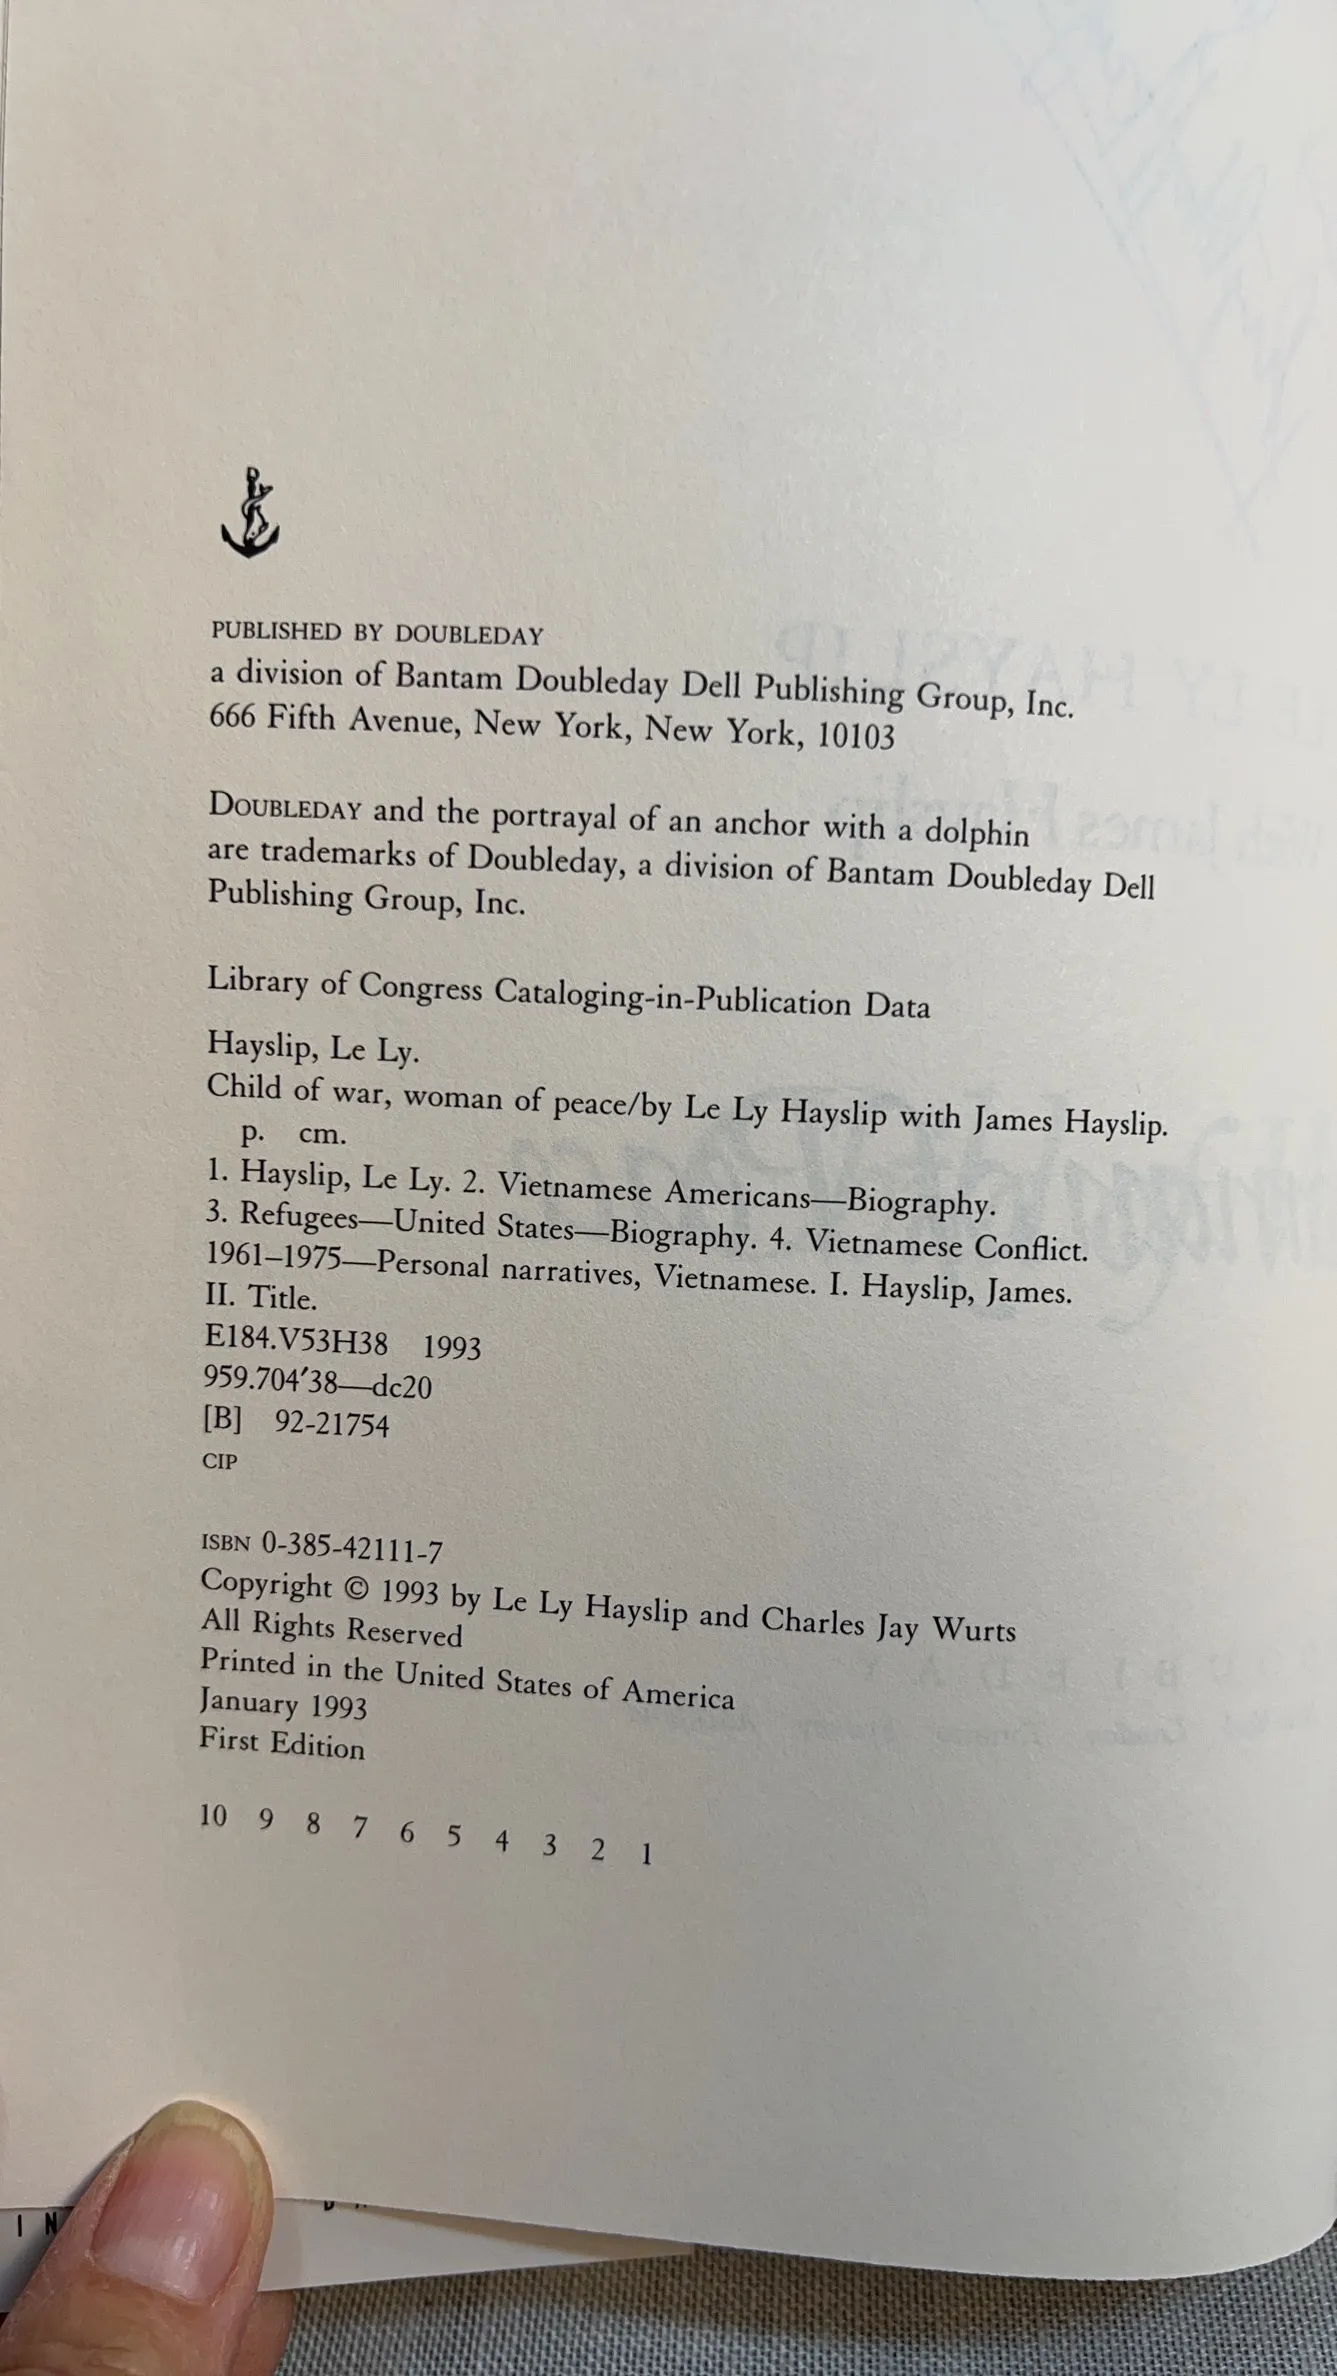 PUBLISHED BY DOUBLEDAY
a division of Bantam Doubleday Dell Publishing Group, Inc.
666 Fifth Avenue, New York, New York, 10103
DOUBLEDAY and the portrayal of an anchor with a dolphin
are trademarks of Doubleday, a division of Bantam Doubleday Dell
Publishing Group, Inc.
Library of Congress Cataloging-in-Publication Data
Hayslip, Le Ly.
Child of war, woman of peace/by Le Ly Hayslip with James Hayslip.
p. cm.
1. Hayslip, Le Ly. 2. Vietnamese Americans—Biography.
3. Refugees—United States—Biography. 4. Vietnamese Conflict.
1961–1975—Personal narratives, Vietnamese. I. Hayslip, James.
II. Title.
E184.V53H38 1993
959.704′38—dc20
[B] 92-21754
CIP
ISBN 0-385-42111-7
Copyright © 1993 by Le Ly Hayslip and Charles Jay Wurts
All Rights Reserved
Printed in the United States of America
January 1993
First Edition
10 9 8 7 6 5 4 3 2 1